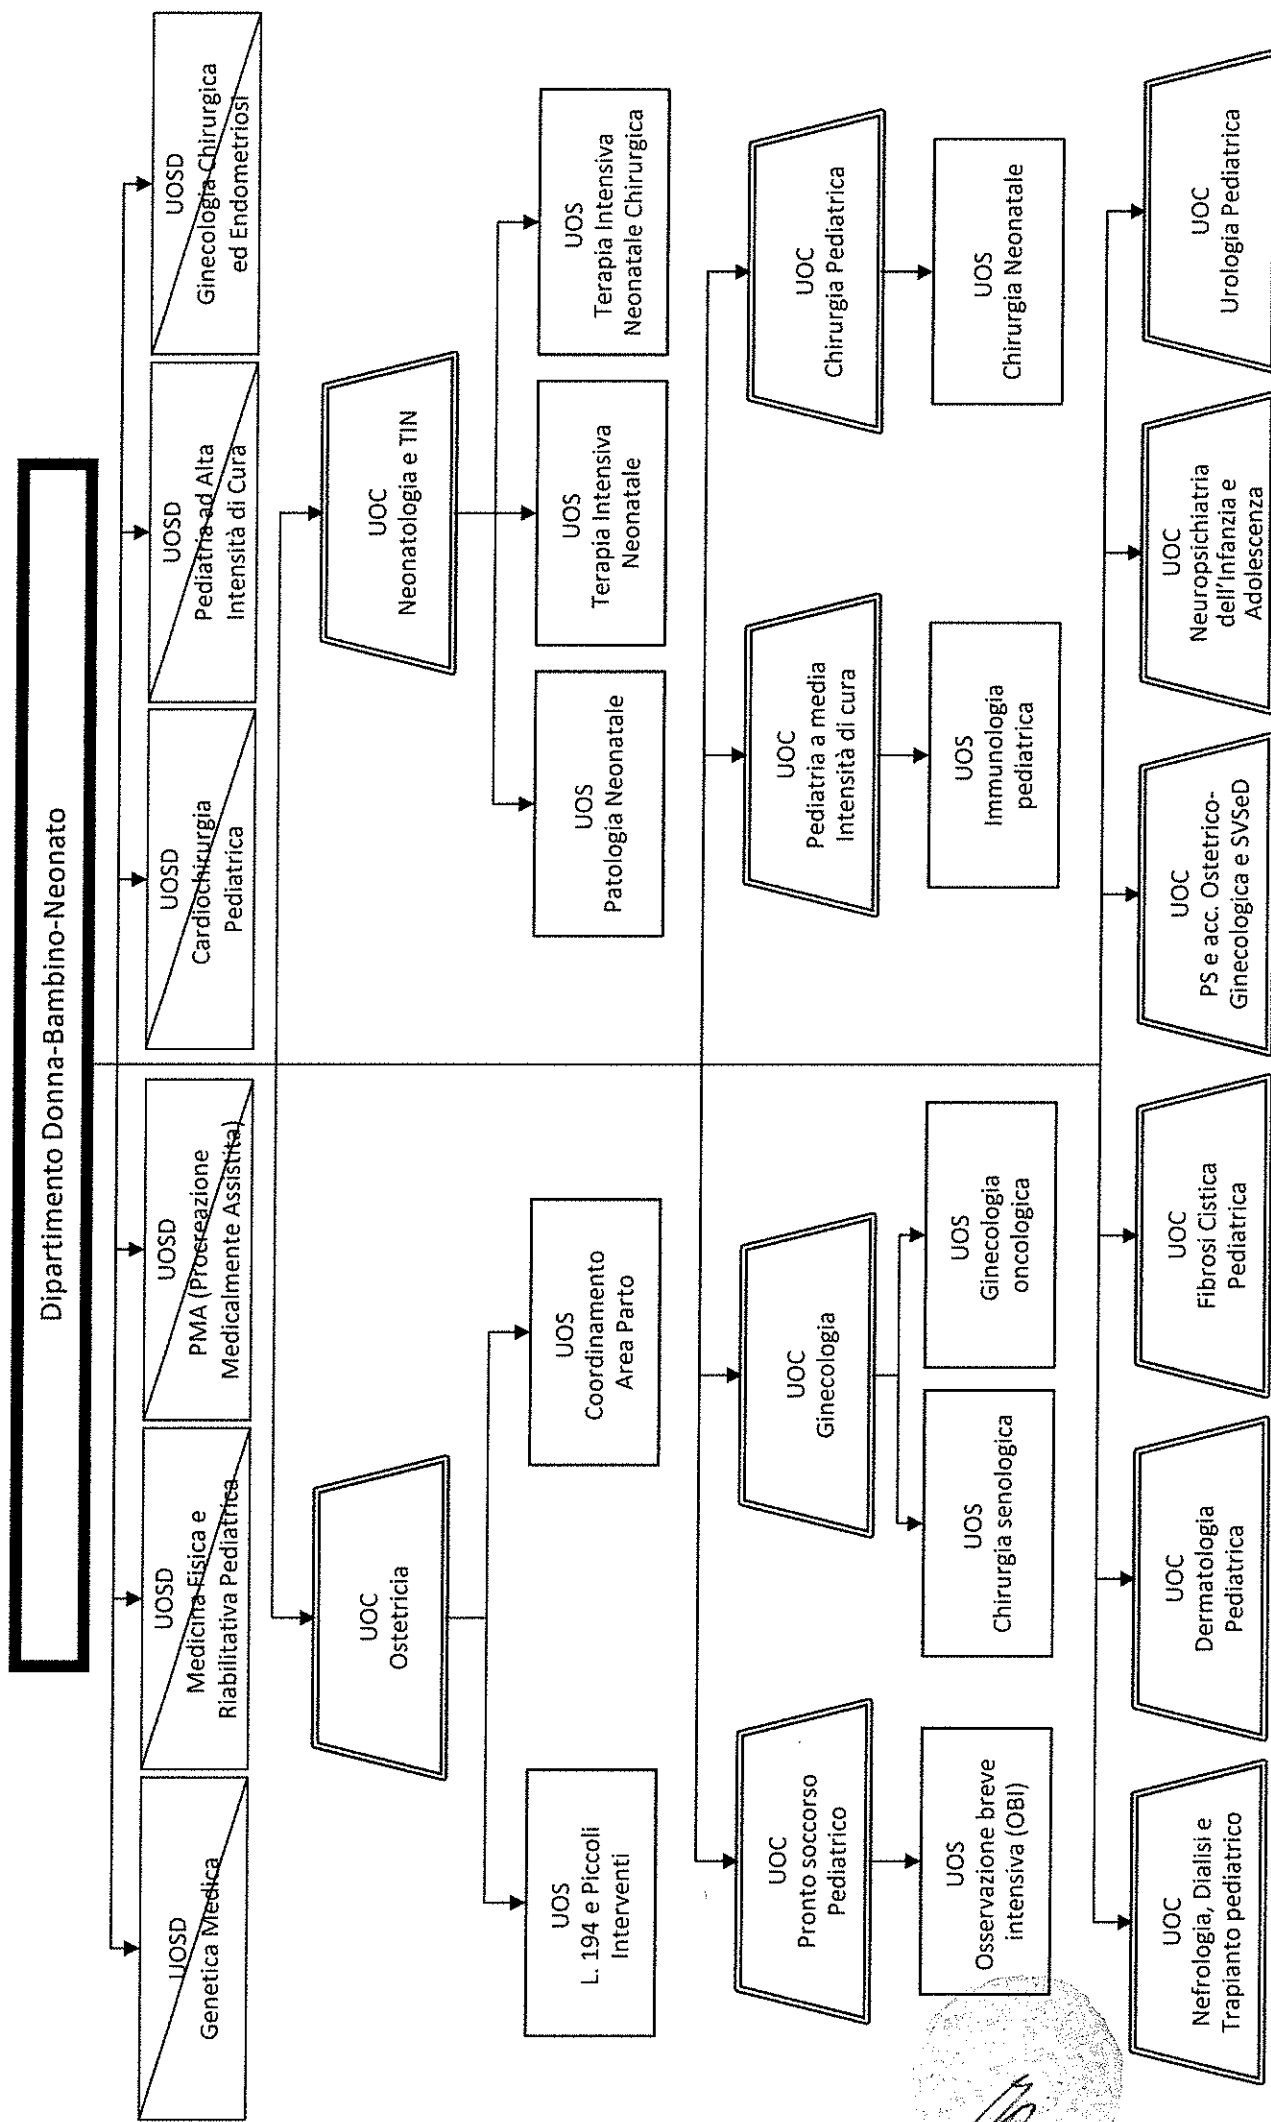 Dipartimento Donna-Bambino-Neonato
UOSD
Genetica Medica
UOSD
Medicina Fisica e
Riabilitativa Pediatrica
UOSD
PMA (Procreazione
Medicalmente Assistita)
UOSD
Cardiochirurgia
Pediatrica
UOSD
Pediatria ad Alta
Intensità di Cura
UOSD
Ginecologia Chirurgica
ed Endometriosi
UOC
Ostetricia
UOC
Neonatologia e TIN
UOS
L. 194 e Piccoli
Interventi
UOS
Coordinamento
Area Parto
UOS
Patologia Neonatale
UOS
Terapia Intensiva
Neonatale
UOS
Terapia Intensiva
Neonatale Chirurgica
UOC
Pronto soccorso
Pediatrico
UOC
Ginecologia
UOC
Pediatria a media
Intensità di cura
UOC
Chirurgia Pediatrica
UOS
Osservazione breve
intensiva (OBI)
UOS
Chirurgia senologica
UOS
Ginecologia
oncologica
UOS
Immunologia
pediatrica
UOS
Chirurgia Neonatale
UOC
Nefrologia, Dialisi e
Trapianto pediatrico
UOC
Dermatologia
Pediatrica
UOC
Fibrosi Cistica
Pediatrica
UOC
PS e acc. Ostetrico-
Ginecologica e SVSeD
UOC
Neuropsichiatria
dell'Infanzia e
Adolescenza
UOC
Urologia Pediatrica